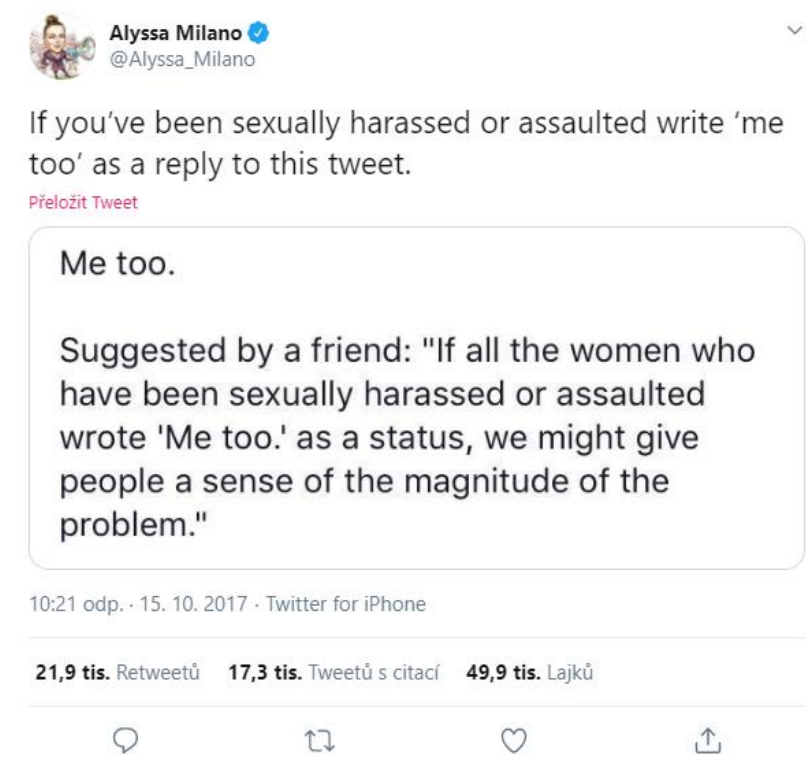 Alyssa Milano
@Alyssa_Milano
If you've been sexually harassed or assaulted write 'me
too' as a reply to this tweet.
Přeložit Tweet
Me too.
Suggested by a friend: "If all the women who
have been sexually harassed or assaulted
wrote 'Me too.' as a status, we might give
people a sense of the magnitude of the
problem."
10:21 odp. · 15. 10. 2017 · Twitter for iPhone
21,9 tis. Retweetů 17,3 tis. Tweetů s citací 49,9 tis. Lajků